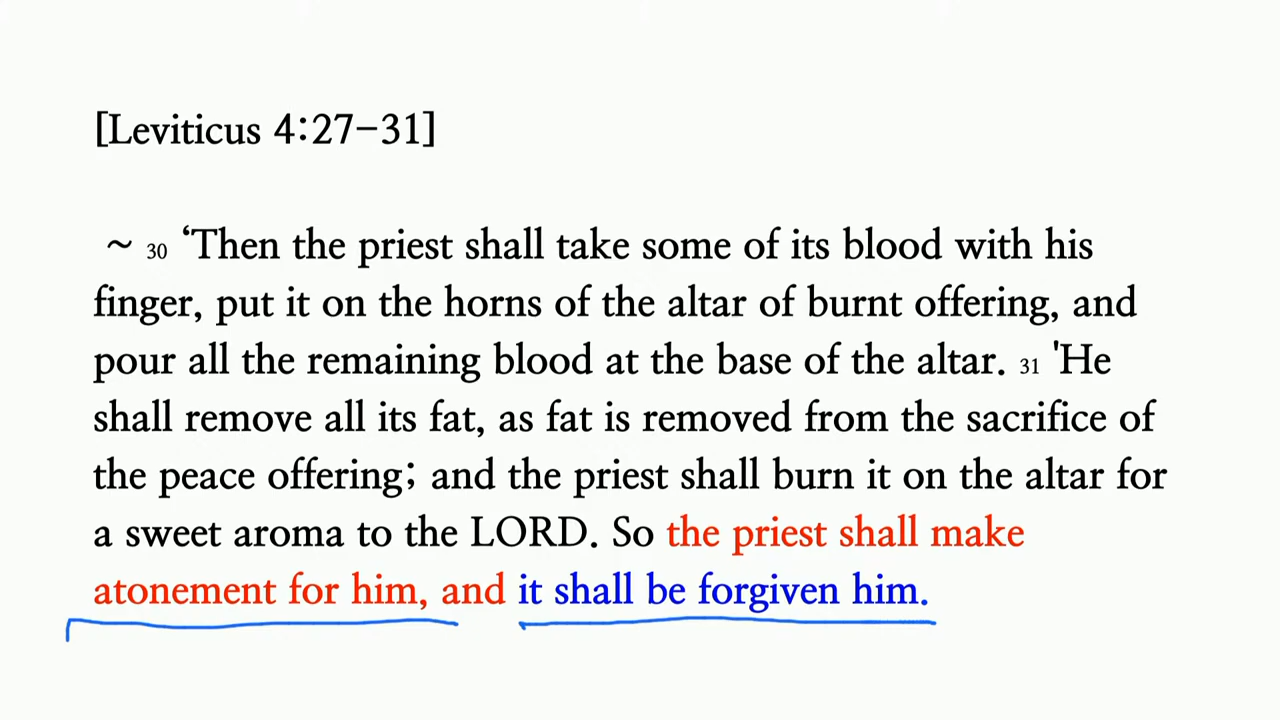 [Leviticus 4:27-31]
~ 30 ‘Then the priest shall take some of its blood with his
finger, put it on the horns of the altar of burnt offering, and
pour all the remaining blood at the base of the altar. 31 'He
shall remove all its fat, as fat is removed from the sacrifice of
the peace offering; and the priest shall burn it on the altar for
a sweet aroma to the LORD. So the priest shall make
atonement for him, and it shall be forgiven him.